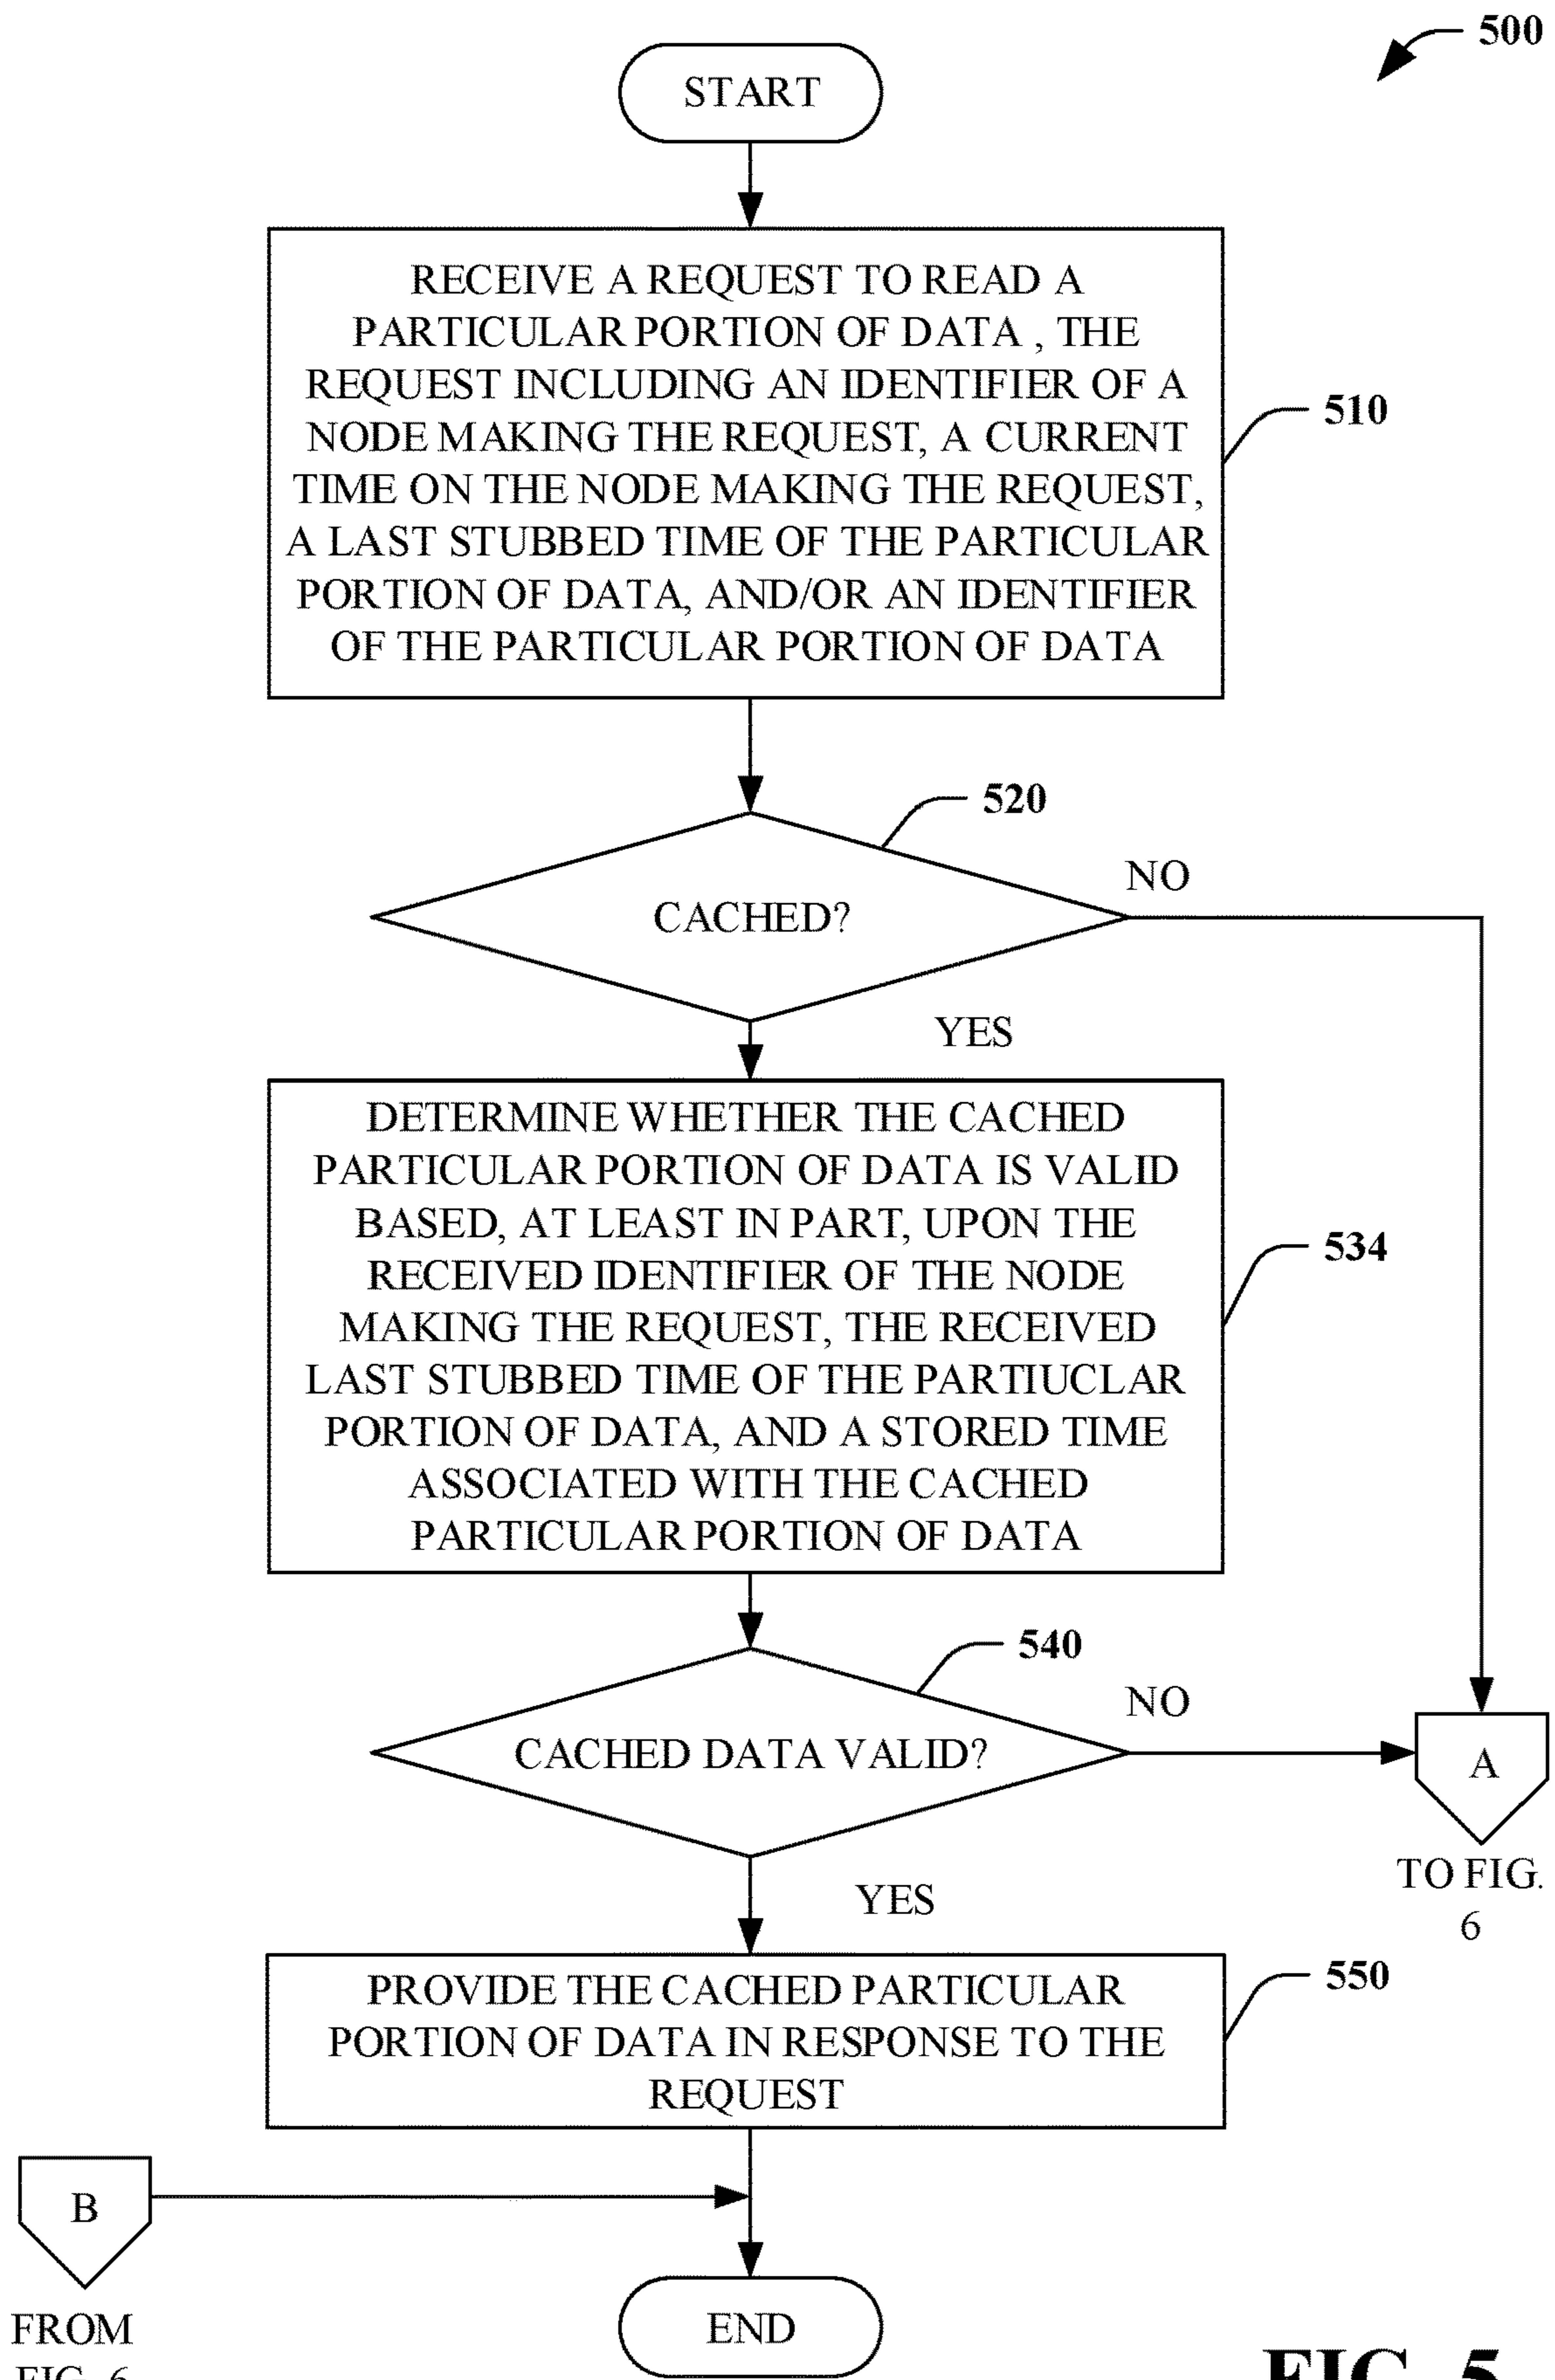 500
START
RECEIVE A REQUEST TO READ A
PARTICULAR PORTION OF DATA , THE
REQUEST INCLUDING AN IDENTIFIER OF A
NODE MAKING THE REQUEST, A CURRENT
TIME ON THE NODE MAKING THE REQUEST,
A LAST STUBBED TIME OF THE PARTICULAR
PORTION OF DATA, AND/OR AN IDENTIFIER
OF THE PARTICULAR PORTION OF DATA
510
520
CACHED?
NO
YES
DETERMINE WHETHER THE CACHED
PARTICULAR PORTION OF DATA IS VALID
BASED, AT LEAST IN PART, UPON THE
RECEIVED IDENTIFIER OF THE NODE
MAKING THE REQUEST, THE RECEIVED
LAST STUBBED TIME OF THE PARTIUCLAR
PORTION OF DATA, AND A STORED TIME
ASSOCIATED WITH THE CACHED
PARTICULAR PORTION OF DATA
534
540
CACHED DATA VALID?
NO
A
TO FIG.
6
YES
PROVIDE THE CACHED PARTICULAR
PORTION OF DATA IN RESPONSE TO THE
REQUEST
550
B
FROM
FIG. 6
END
FIG. 5